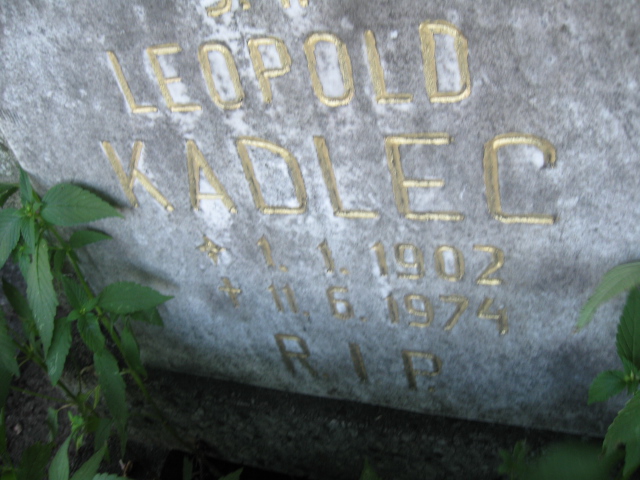 LEOPOLD
KADLEC
* 1. 1. 1902
+ 11. 6. 1974
R I P